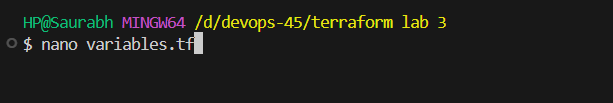 HP@Saurabh MINGW64 /d/devops-45/terraform lab 3
$ nano variables.tf